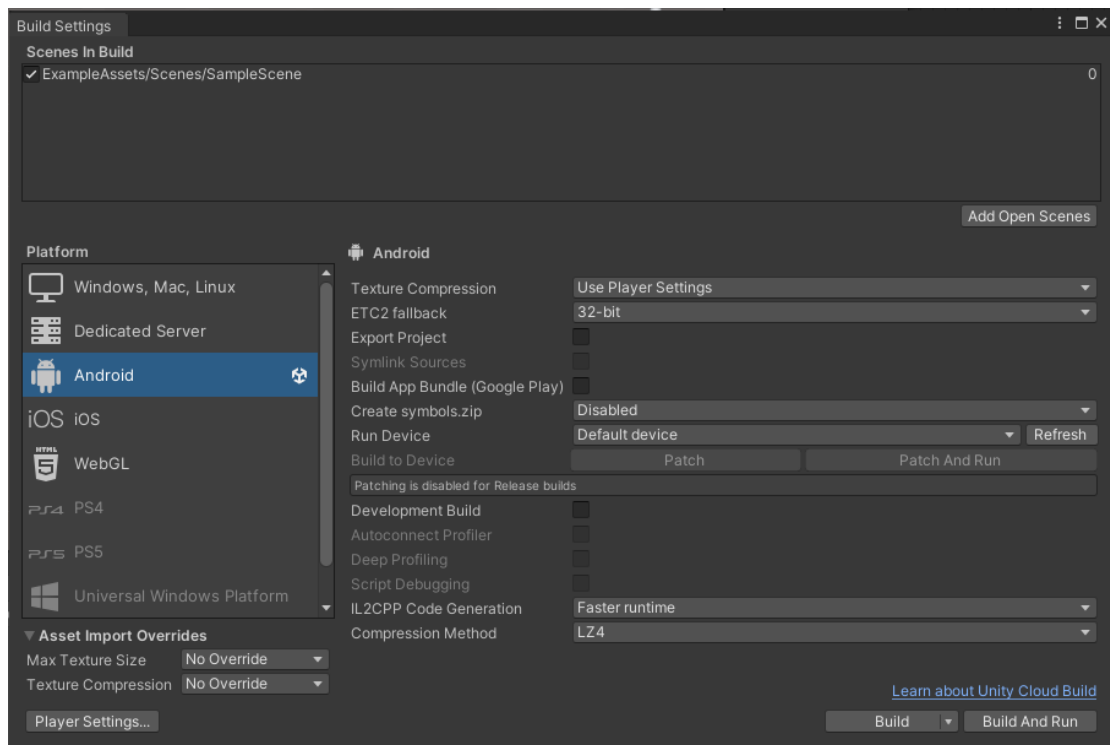 Build Settings
Scenes In Build
ExampleAssets/Scenes/SampleScene 0
Add Open Scenes
Platform
Windows, Mac, Linux
Dedicated Server
Android
iOS iOS
HTML 5 WebGL
PS4 PS4
PS5 PS5
Universal Windows Platform
Asset Import Overrides
Max Texture Size No Override
Texture Compression No Override
Player Settings...
Android
Texture Compression Use Player Settings
ETC2 fallback 32-bit
Export Project
Symlink Sources
Build App Bundle (Google Play)
Create symbols.zip Disabled
Run Device Default device Refresh
Build to Device Patch Patch And Run
Patching is disabled for Release builds
Development Build
Autoconnect Profiler
Deep Profiling
Script Debugging
IL2CPP Code Generation Faster runtime
Compression Method LZ4
Learn about Unity Cloud Build
Build Build And Run